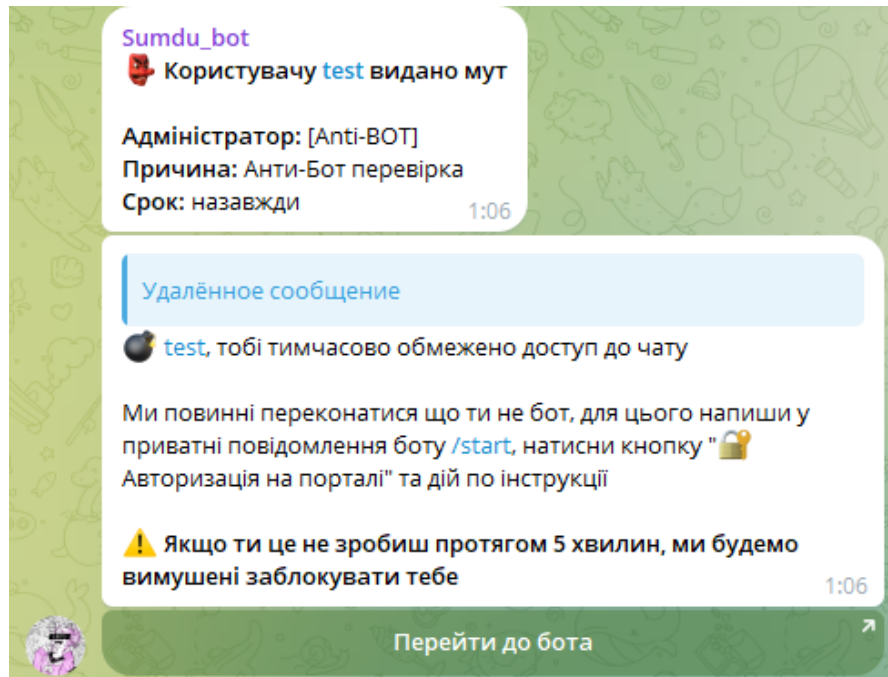 Sumdu_bot
👺 Користувачу test видано мут
Адміністратор: [Anti-BOT]
Причина: Анти-Бот перевірка
Срок: назавжди
1:06
Удалённое сообщение
💣 test, тобі тимчасово обмежено доступ до чату
Ми повинні переконатися що ти не бот, для цього напиши у
приватні повідомлення боту /start, натисни кнопку "🔐
Авторизація на порталі" та дій по інструкції
⚠️ Якщо ти це не зробиш протягом 5 хвилин, ми будемо
вимушені заблокувати тебе
1:06
Перейти до бота